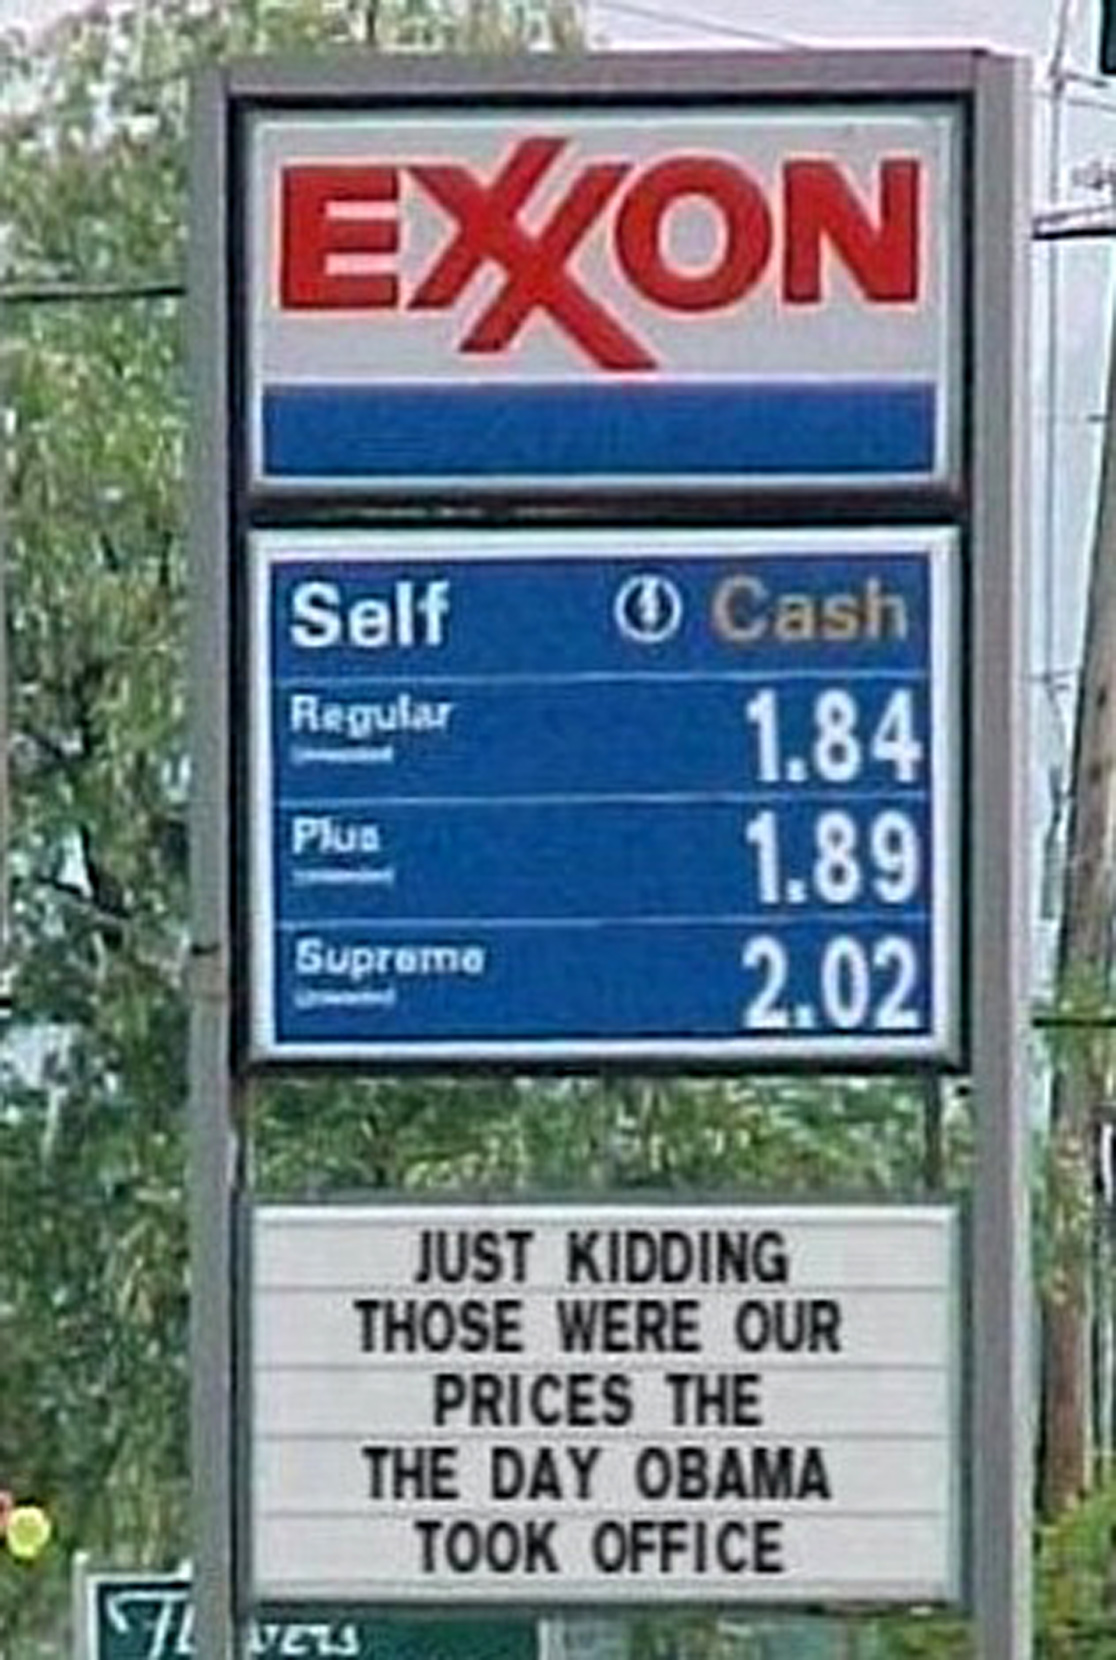 EXXON
Self Cash
Regular 1.84
Plus 1.89
Supreme 2.02
JUST KIDDING
THOSE WERE OUR
PRICES THE
THE DAY OBAMA
TOOK OFFICE